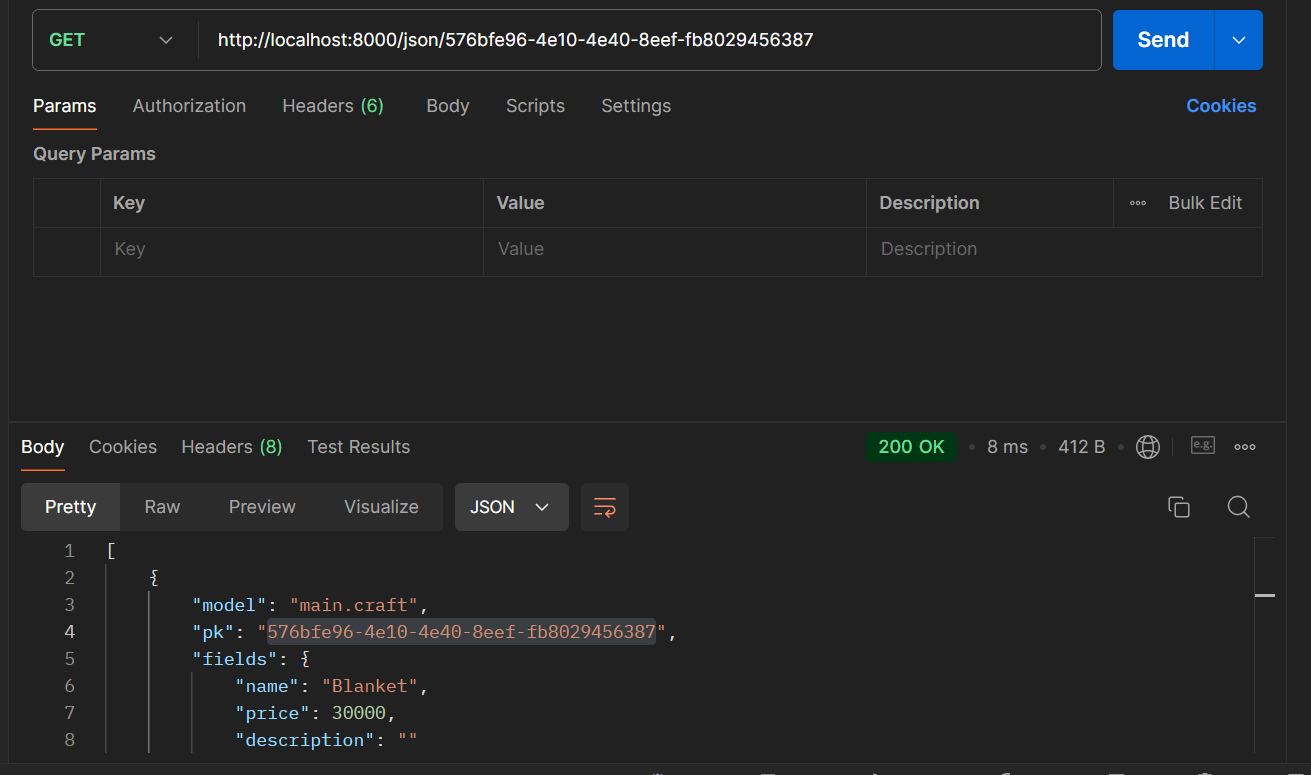 GET http://localhost:8000/json/576bfe96-4e10-4e40-8eef-fb8029456387 Send
Params Authorization Headers (6) Body Scripts Settings Cookies
Query Params
Key Value Description ooo Bulk Edit
Key Value Description
Body Cookies Headers (8) Test Results 200 OK • 8 ms • 412 B • e.g. ooo
Pretty Raw Preview Visualize JSON
1 [
2 {
3 "model": "main.craft",
4 "pk": "576bfe96-4e10-4e40-8eef-fb8029456387",
5 "fields": {
6 "name": "Blanket",
7 "price": 30000,
8 "description": ""